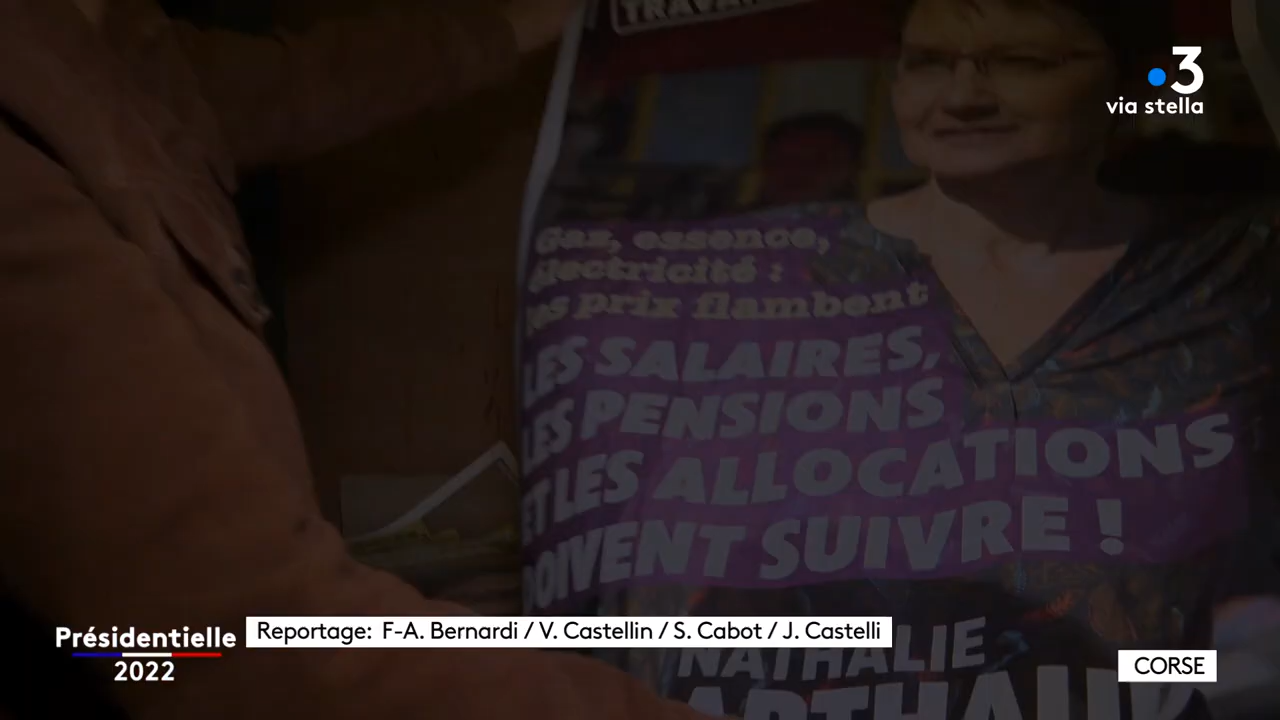 3
via stella
Gaz, essence,
électricité :
prix flambent
LES SALAIRES,
LES PENSIONS
ET LES ALLOCATIONS
DOIVENT SUIVRE !
NATHALIE
Présidentielle
2022
Reportage: F-A. Bernardi / V. Castellin / S. Cabot / J. Castelli
CORSE